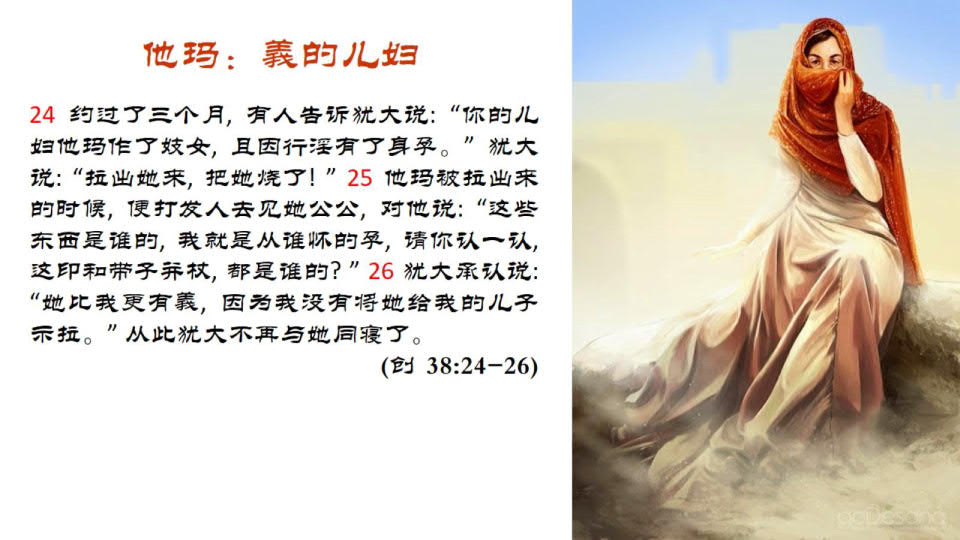 他玛：義的儿妇
24 约过了三个月，有人告诉犹大说：“你的儿
妇他玛作了妓女，且因行淫有了身孕。”犹大
说：“拉出她来，把她烧了！”25 他玛被拉出来
的时候，便打发人去见她公公，对他说：“这些
东西是谁的，我就是从谁怀的孕，请你认一认，
这印和带子并杖，都是谁的？”26 犹大承认说：
“她比我更有義，因为我没有将她给我的儿子
示拉。”从此犹大不再与她同寝了。
(创 38:24-26)